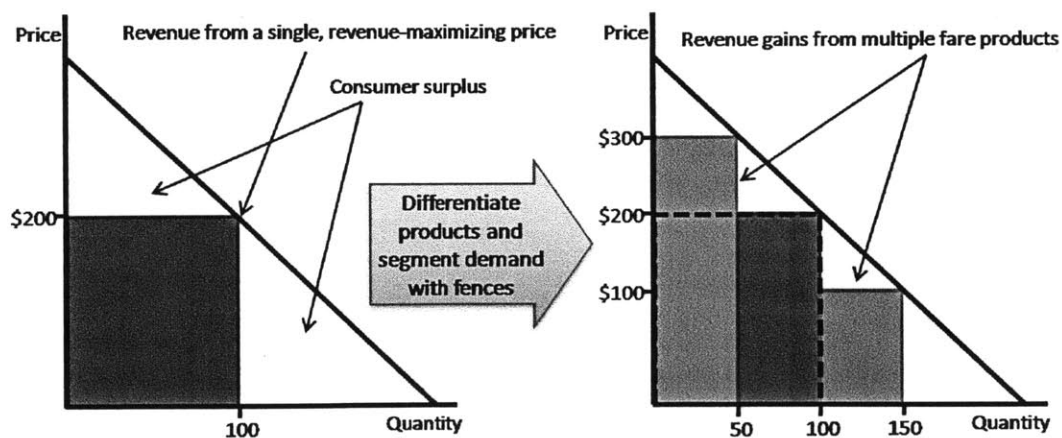 Price
Revenue from a single, revenue-maximizing price
Consumer surplus
$200
100
Quantity
Differentiate
products and
segment demand
with fences
Price
Revenue gains from multiple fare products
$300
$200
$100
50
100
150
Quantity